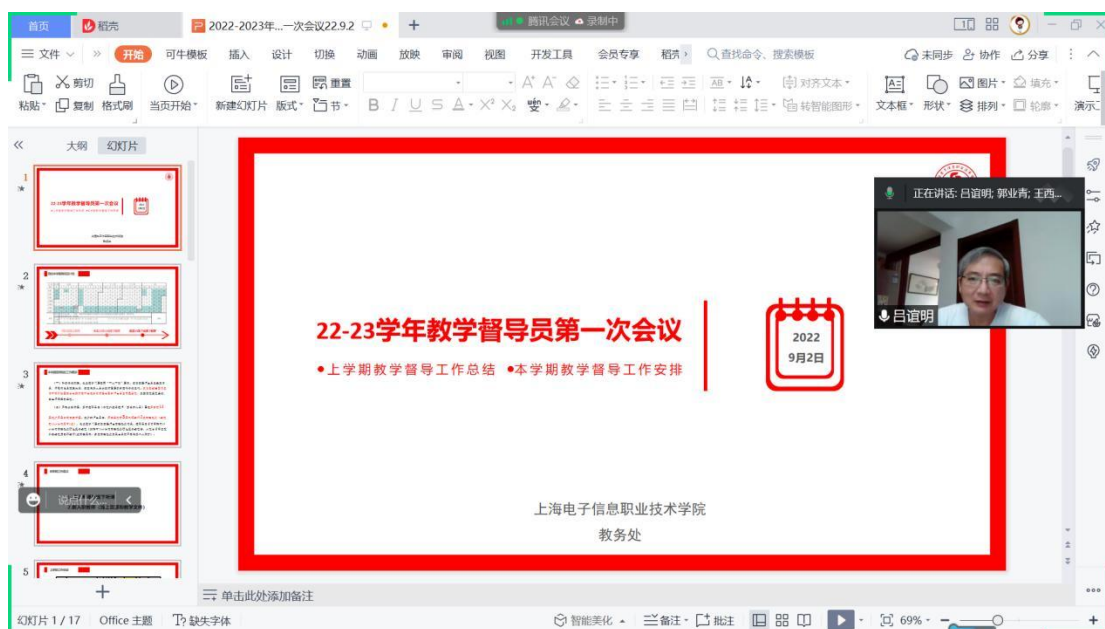 首页
稻壳
2022-2023年...一次会议22.9.2
腾讯会议
录制中
文件
开始
可牛模板
插入
设计
切换
动画
放映
审阅
视图
开发工具
会员专享
稻壳
查找命令、搜索模板
未同步
协作
分享
粘贴
剪切
复制
格式刷
当页开始
新建幻灯片
版式
重置
节
B I U S A X² X₂
对齐文本
转智能图形
文本框
形状
图片
排列
填充
轮廓
演示
大纲
幻灯片
1
2
3
4
5
说点什么...
22-23学年教学督导员第一次会议
●上学期教学督导工作总结 ●本学期教学督导工作安排
2022
9月2日
上海电子信息职业技术学院
教务处
正在讲话: 吕谊明; 郭业青; 王西...
吕谊明
单击此处添加备注
幻灯片 1 / 17
Office 主题
缺失字体
智能美化
备注
批注
69%